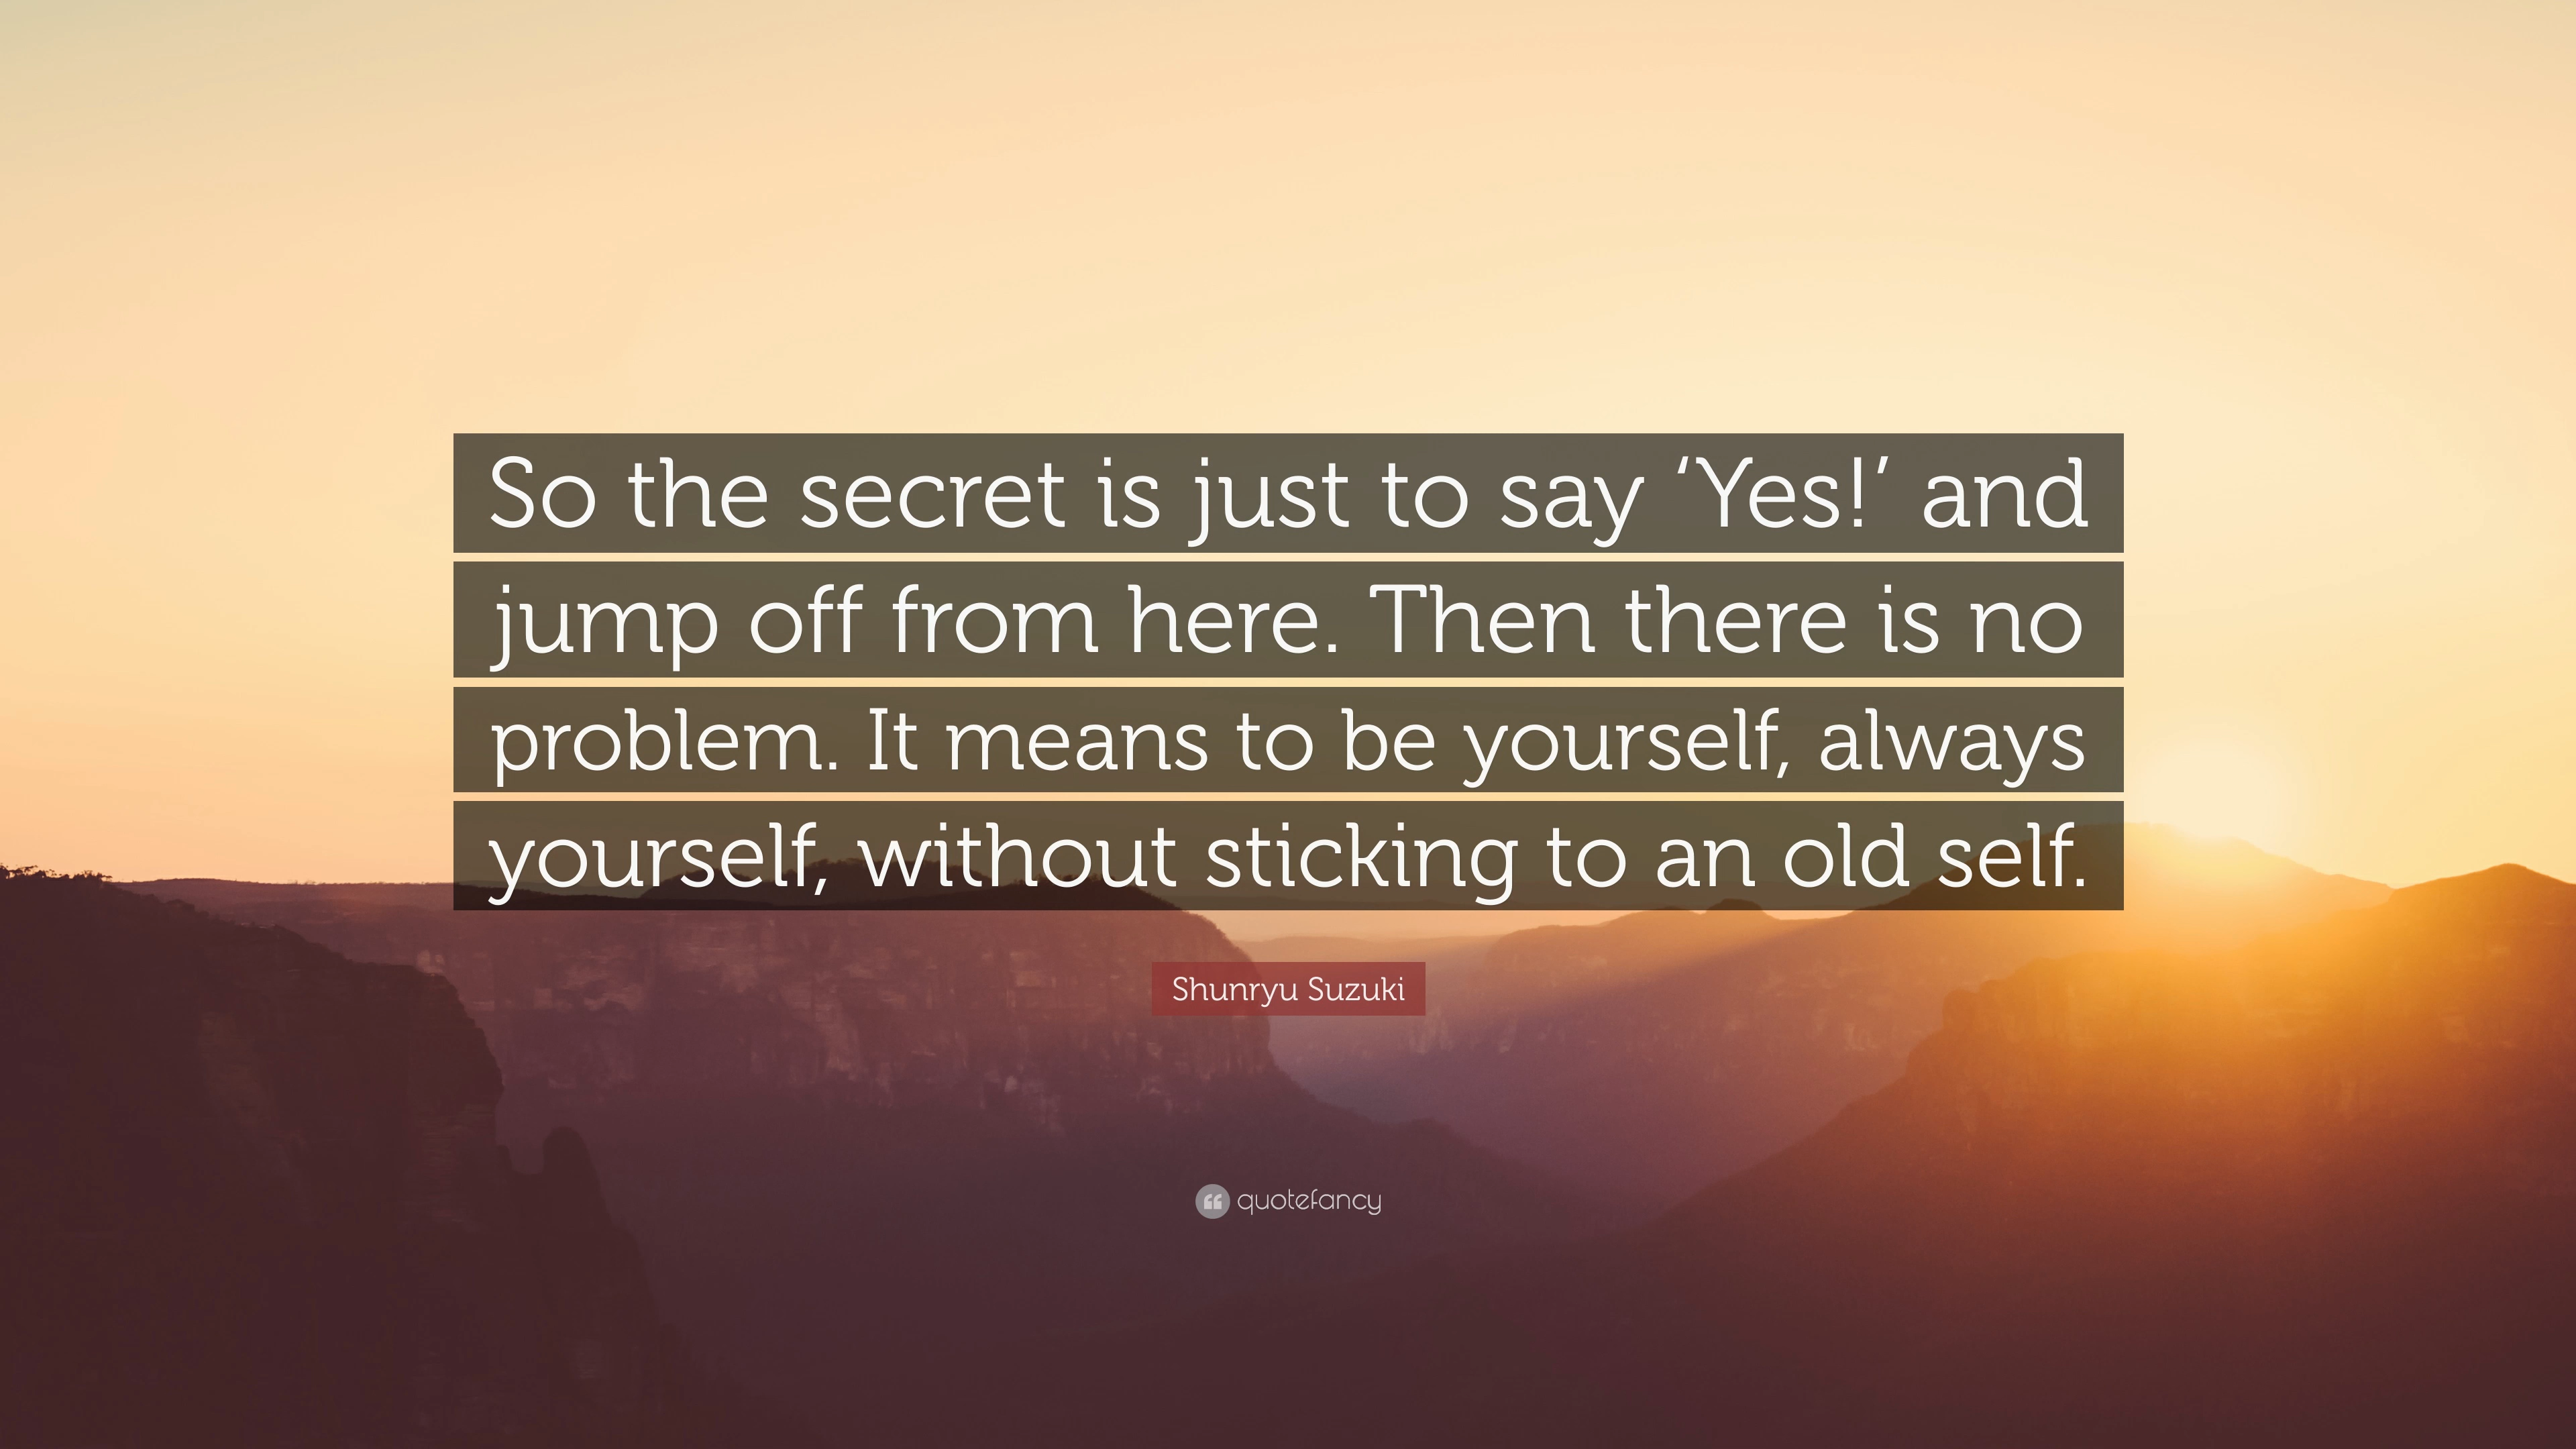 So the secret is just to say ‘Yes!’ and
jump off from here. Then there is no
problem. It means to be yourself, always
yourself, without sticking to an old self.
Shunryu Suzuki
quotefancy